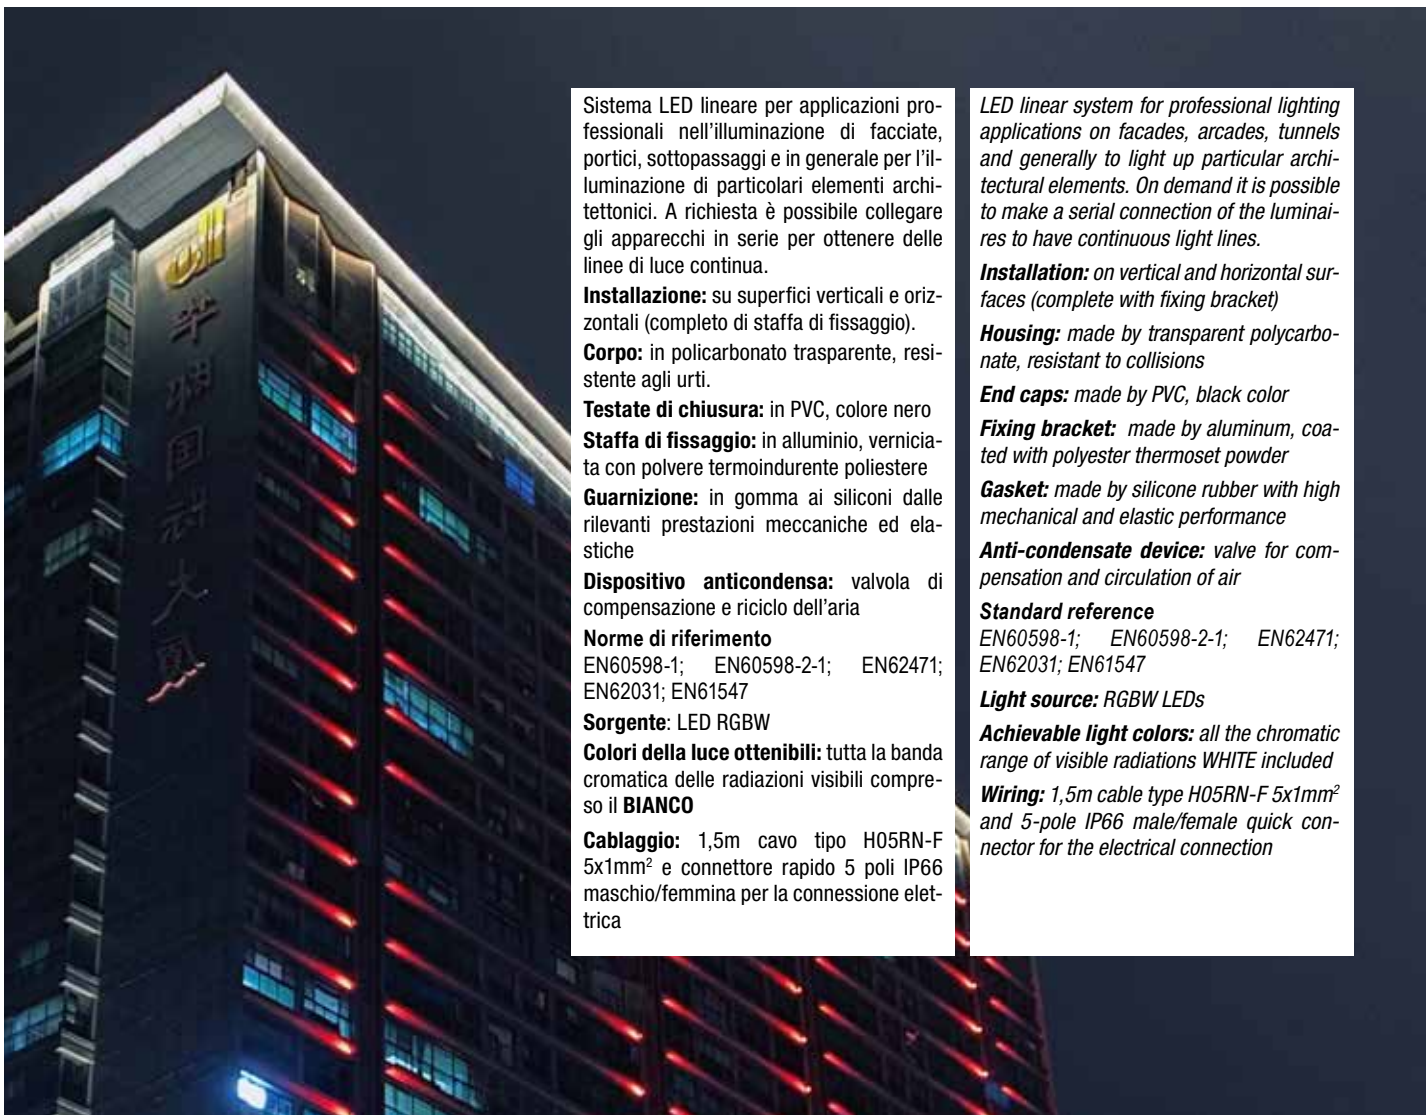 国
大
Sistema LED lineare per applicazioni pro-
fessionali nell’illuminazione di facciate,
portici, sottopassaggi e in generale per l’il-
luminazione di particolari elementi archi-
tettonici. A richiesta è possibile collegare
gli apparecchi in serie per ottenere delle
linee di luce continua.
Installazione: su superfici verticali e oriz-
zontali (completo di staffa di fissaggio).
Corpo: in policarbonato trasparente, resi-
stente agli urti.
Testate di chiusura: in PVC, colore nero
Staffa di fissaggio: in alluminio, vernicia-
ta con polvere termoindurente poliestere
Guarnizione: in gomma ai siliconi dalle
rilevanti prestazioni meccaniche ed ela-
stiche
Dispositivo anticondensa: valvola di
compensazione e riciclo dell’aria
Norme di riferimento
EN60598-1; EN60598-2-1; EN62471;
EN62031; EN61547
Sorgente: LED RGBW
Colori della luce ottenibili: tutta la banda
cromatica delle radiazioni visibili compre-
so il BIANCO
Cablaggio: 1,5m cavo tipo H05RN-F
5x1mm² e connettore rapido 5 poli IP66
maschio/femmina per la connessione elet-
trica
LED linear system for professional lighting
applications on facades, arcades, tunnels
and generally to light up particular archi-
tectural elements. On demand it is possible
to make a serial connection of the luminai-
res to have continuous light lines.
Installation: on vertical and horizontal sur-
faces (complete with fixing bracket)
Housing: made by transparent polycarbo-
nate, resistant to collisions
End caps: made by PVC, black color
Fixing bracket: made by aluminum, coa-
ted with polyester thermoset powder
Gasket: made by silicone rubber with high
mechanical and elastic performance
Anti-condensate device: valve for com-
pensation and circulation of air
Standard reference
EN60598-1; EN60598-2-1; EN62471;
EN62031; EN61547
Light source: RGBW LEDs
Achievable light colors: all the chromatic
range of visible radiations WHITE included
Wiring: 1,5m cable type H05RN-F 5x1mm²
and 5-pole IP66 male/female quick con-
nector for the electrical connection